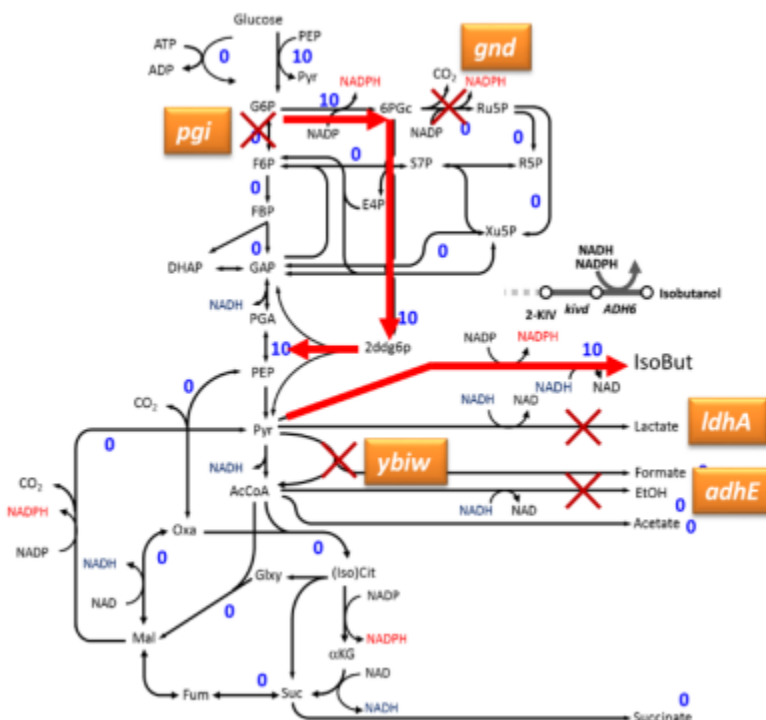 Glucose
ATP
ADP
0
10
PEP
Pyr
gnd
CO2
NADPH
NADPH
G6P
10
6PGc
Ru5P
NADP
NADP
0
0
pgi
0
F6P
0
S7P
R5P
0
E4P
0
FBP
Xu5P
0
0
DHAP
GAP
NADH
NADPH
Isobutanol
2-KIV
kivd
ADH6
NADH
PGA
10
10
2ddg6p
NADP
NADPH
10
IsoBut
PEP
0
NADH
NAD
CO2
NADH
NAD
ldhA
0
Pyr
Lactate
NADH
ybiw
Formate
CO2
AcCoA
EtOH
adhE
0
NADPH
NADH
NAD
Acetate
0
Oxa
NADP
0
0
NADH
Glxy
(Iso)Cit
NADP
NAD
0
Mal
NADPH
αKG
NAD
0
Fum
Suc
NADH
0
Succinate